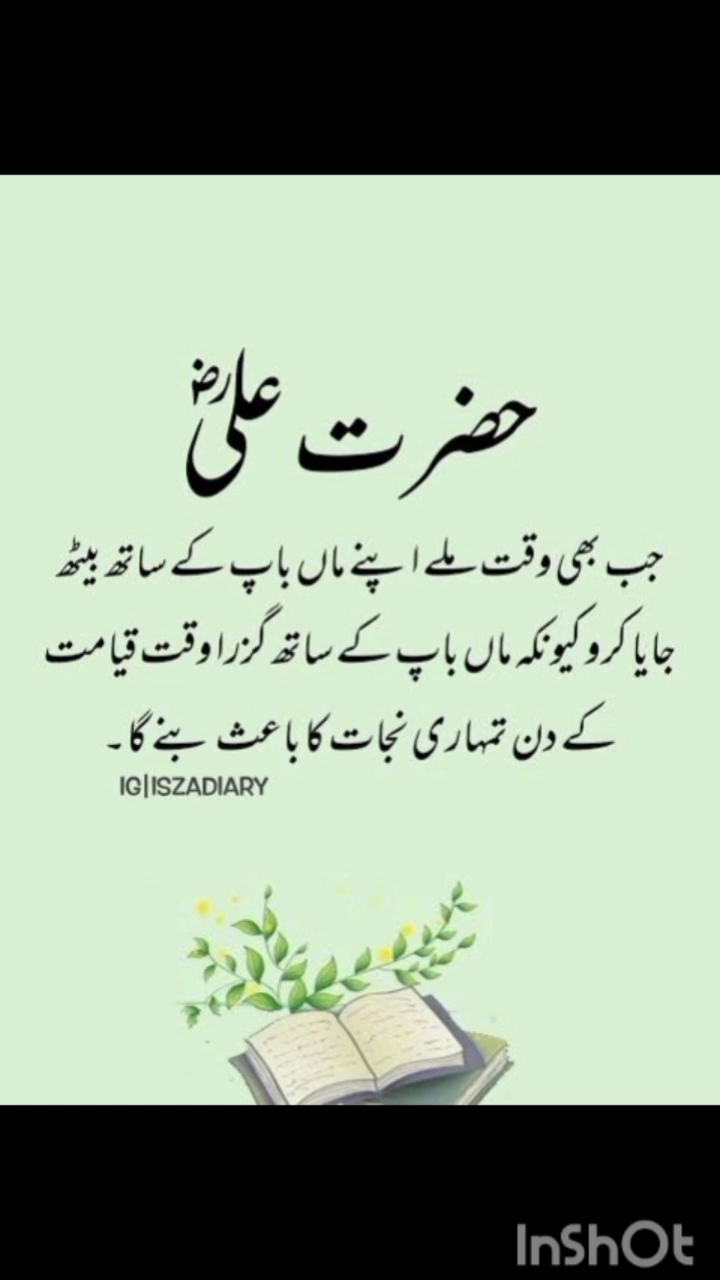 حضرت علیؓ
جب بھی وقت ملے اپنے ماں باپ کے ساتھ بیٹھ
جایا کرو کیونکہ ماں باپ کے ساتھ گزرا وقت قیامت
کے دن تمہاری نجات کا باعث بنے گا۔
IG|ISZADIARY
InShOt